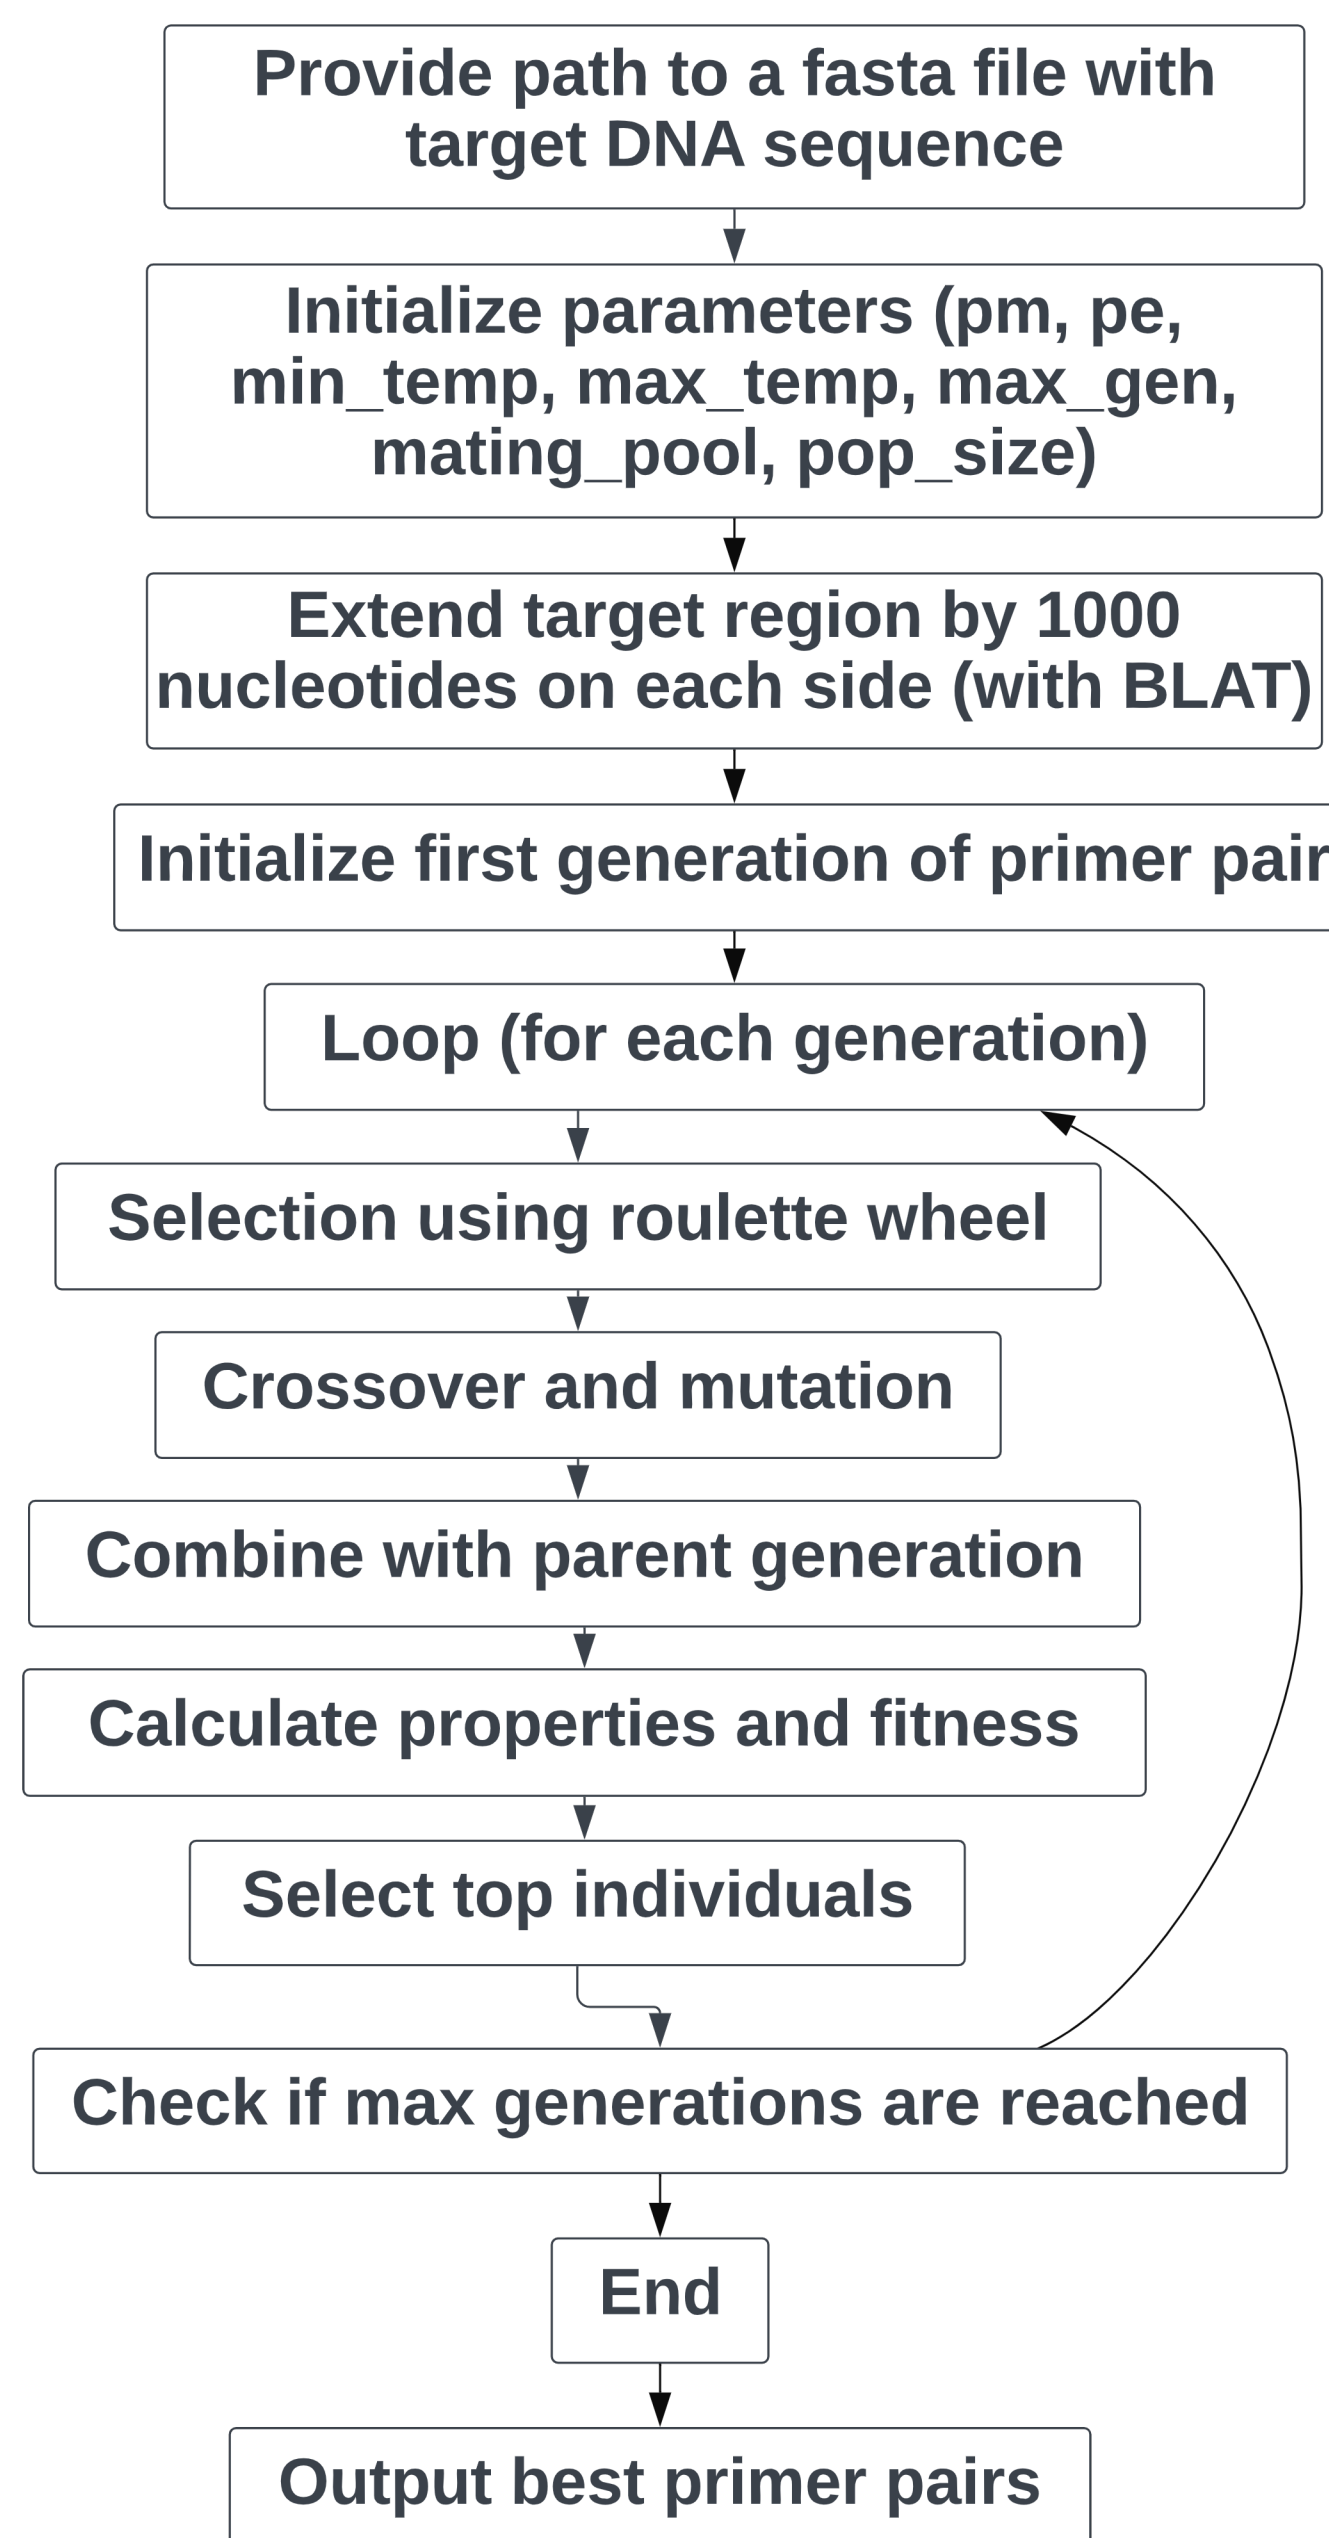 Provide path to a fasta file with
target DNA sequence
Initialize parameters (pm, pe,
min_temp, max_temp, max_gen,
mating_pool, pop_size)
Extend target region by 1000
nucleotides on each side (with BLAT)
Initialize first generation of primer pair
Loop (for each generation)
Selection using roulette wheel
Crossover and mutation
Combine with parent generation
Calculate properties and fitness
Select top individuals
Check if max generations are reached
End
Output best primer pairs